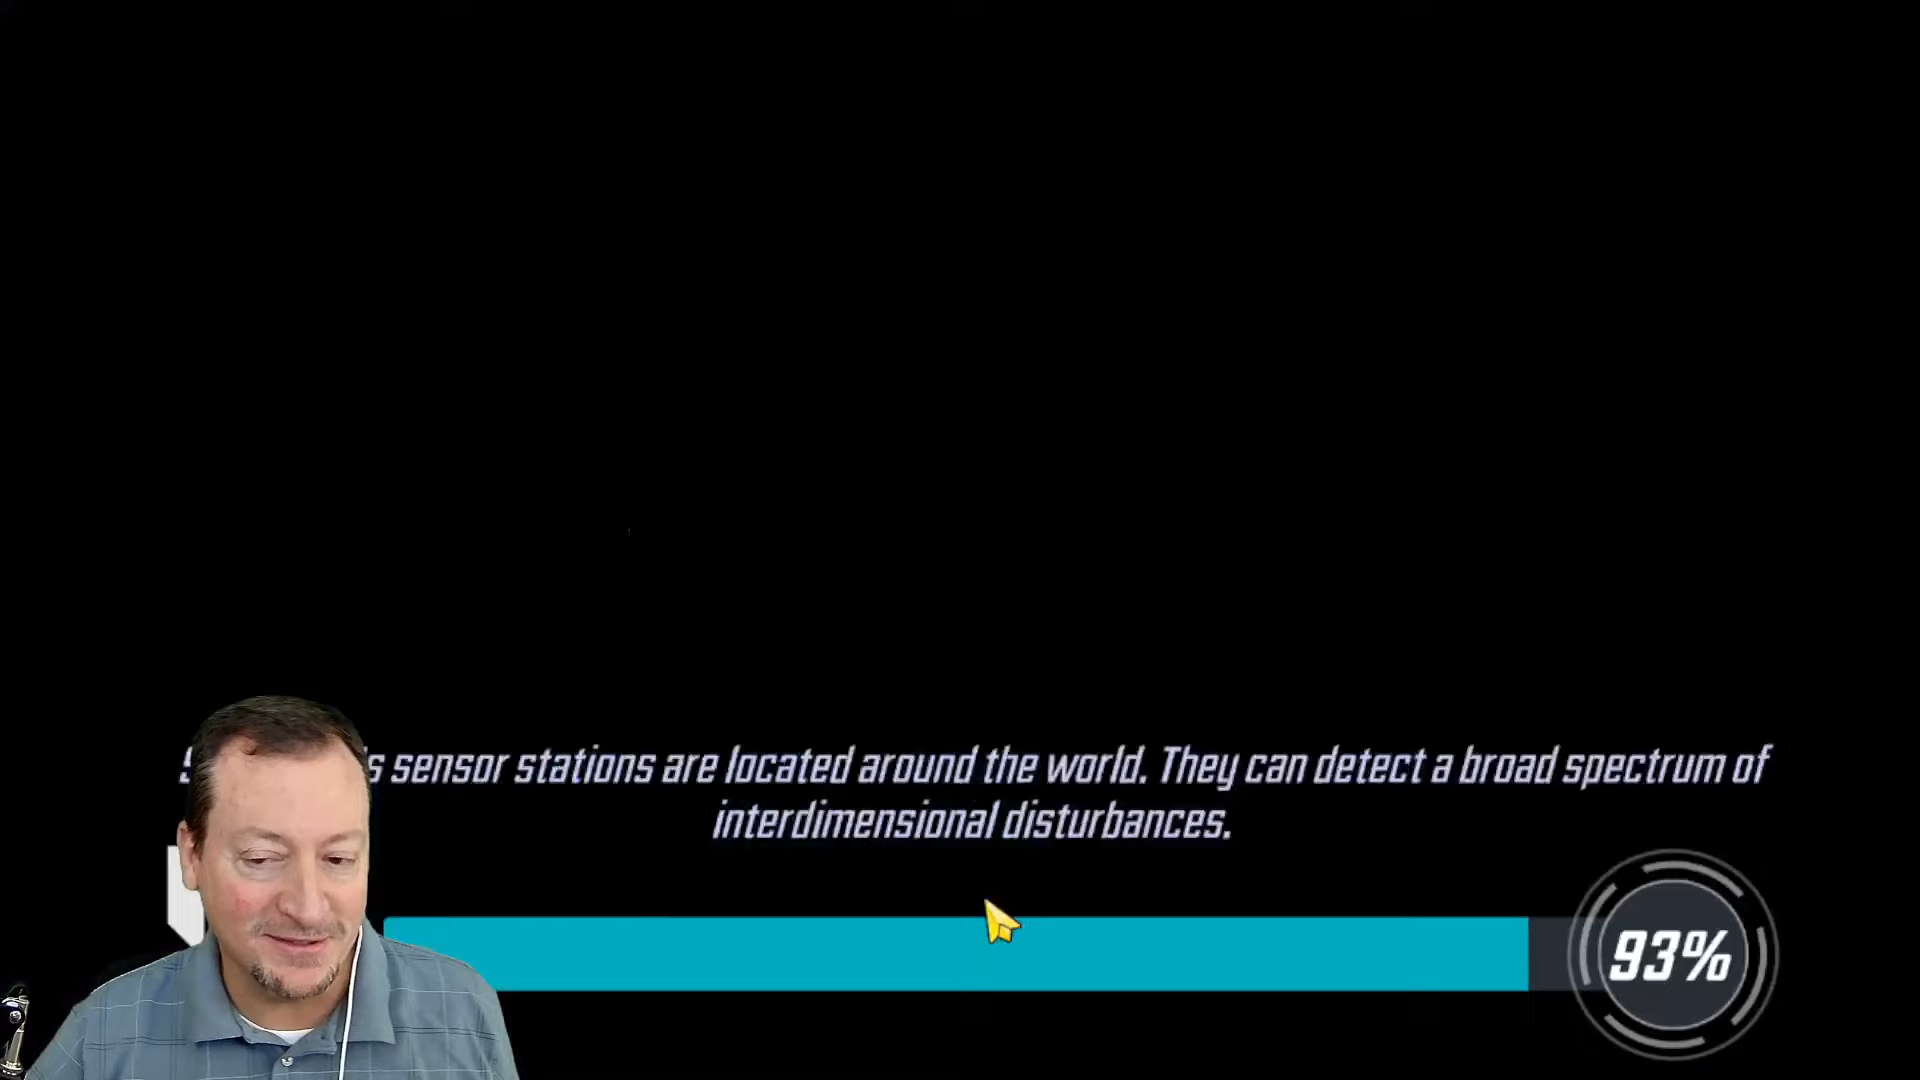 sensor stations are located around the world. They can detect a broad spectrum of
interdimensional disturbances.
93%